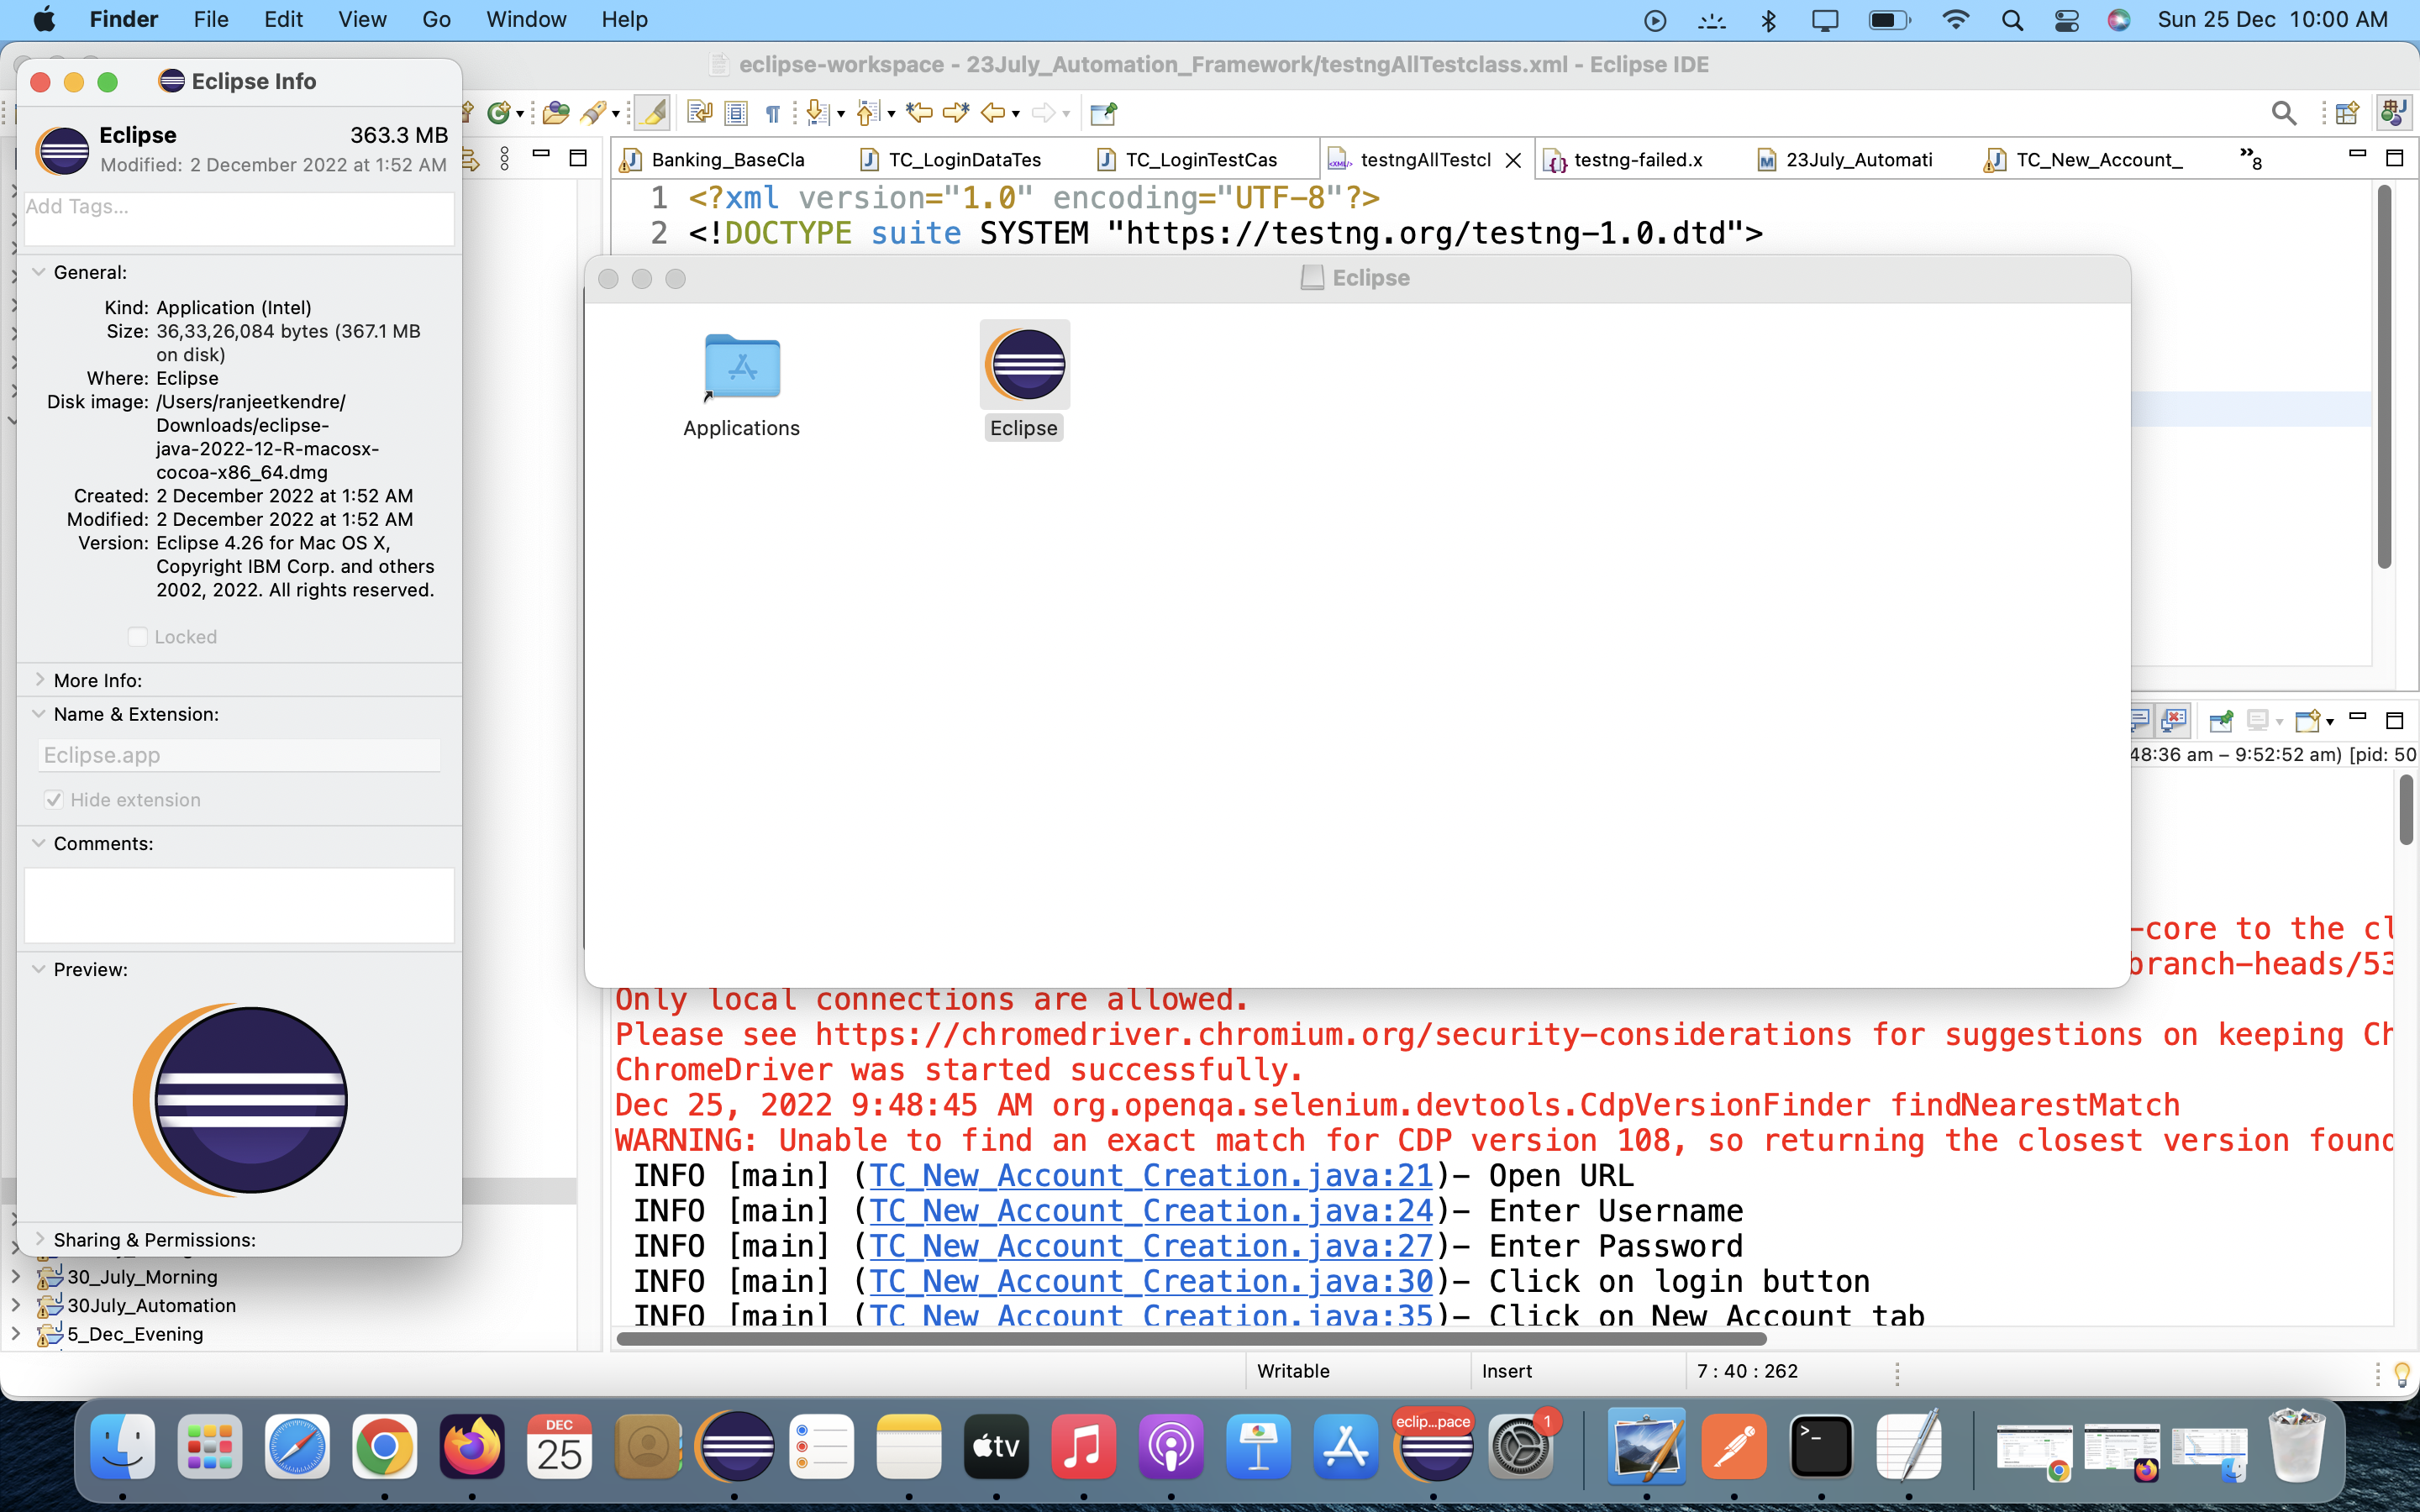 Finder File Edit View Go Window Help Sun 25 Dec 10:00 AM
eclipse-workspace - 23July_Automation_Framework/testngAllTestclass.xml - Eclipse IDE
Eclipse Info
Eclipse 363.3 MB
Modified: 2 December 2022 at 1:52 AM
Add Tags...
General:
Kind: Application (Intel)
Size: 36,33,26,084 bytes (367.1 MB
on disk)
Where: Eclipse
Disk image: /Users/ranjeetkendre/
Downloads/eclipse-
java-2022-12-R-macosx-
cocoa-x86_64.dmg
Created: 2 December 2022 at 1:52 AM
Modified: 2 December 2022 at 1:52 AM
Version: Eclipse 4.26 for Mac OS X,
Copyright IBM Corp. and others
2002, 2022. All rights reserved.
Locked
More Info:
Name & Extension:
Eclipse.app
Hide extension
Comments:
Preview:
Sharing & Permissions:
30_July_Morning
30July_Automation
5_Dec_Evening
Banking_BaseCla TC_LoginDataTes TC_LoginTestCas testngAllTestcl testng-failed.x 23July_Automati TC_New_Account_ 8
1 <?xml version="1.0" encoding="UTF-8"?>
2 <!DOCTYPE suite SYSTEM "https://testng.org/testng-1.0.dtd">
Eclipse
Applications
Eclipse
48:36 am – 9:52:52 am) [pid: 50
-core to the cl
branch-heads/53
Only local connections are allowed.
Please see https://chromedriver.chromium.org/security-considerations for suggestions on keeping Ch
ChromeDriver was started successfully.
Dec 25, 2022 9:48:45 AM org.openqa.selenium.devtools.CdpVersionFinder findNearestMatch
WARNING: Unable to find an exact match for CDP version 108, so returning the closest version found
INFO [main] (TC_New_Account_Creation.java:21)- Open URL
INFO [main] (TC_New_Account_Creation.java:24)- Enter Username
INFO [main] (TC_New_Account_Creation.java:27)- Enter Password
INFO [main] (TC_New_Account_Creation.java:30)- Click on login button
INFO [main] (TC_New_Account_Creation.java:35)- Click on New Account tab
Writable Insert 7 : 40 : 262
DEC
25
tv
eclip...pace
1